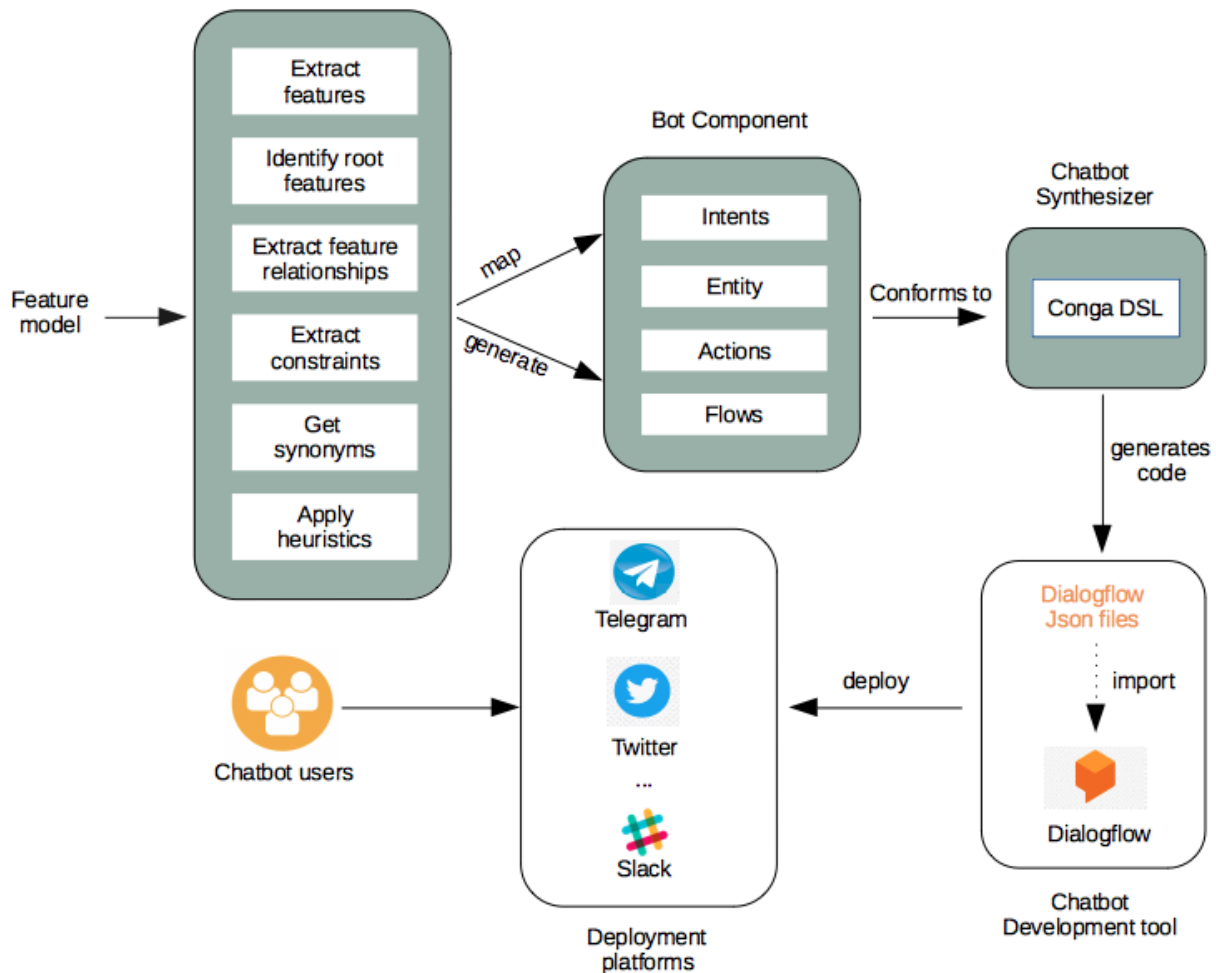 Extract
features
Identify root
features
Extract feature
relationships
Extract
constraints
Get
synonyms
Apply
heuristics
Feature
model
map
generate
Bot Component
Intents
Entity
Actions
Flows
Conforms to
Chatbot
Synthesizer
Conga DSL
generates
code
Dialogflow
Json files
import
Dialogflow
Chatbot
Development tool
deploy
Telegram
Twitter
...
Slack
Deployment
platforms
Chatbot users